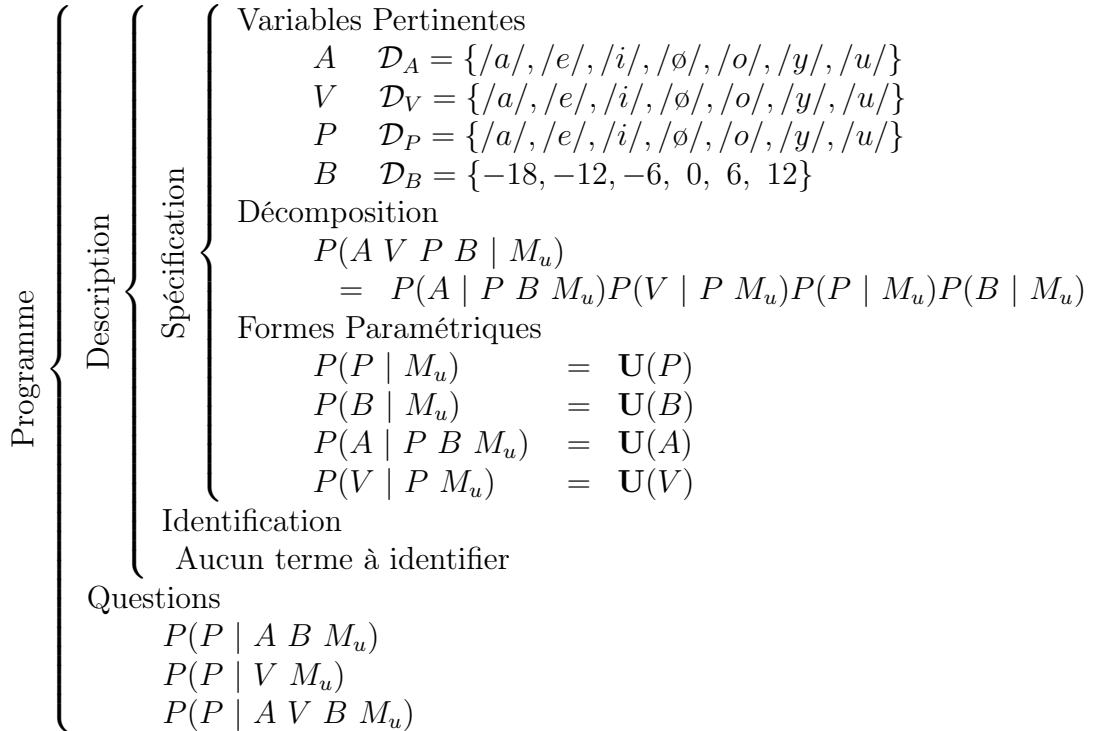 Programme
Description
Spécification
Variables Pertinentes
A 𝒟_A = {/a/, /e/, /i/, /ø/, /o/, /y/, /u/}
V 𝒟_V = {/a/, /e/, /i/, /ø/, /o/, /y/, /u/}
P 𝒟_P = {/a/, /e/, /i/, /ø/, /o/, /y/, /u/}
B 𝒟_B = {−18, −12, −6, 0, 6, 12}
Décomposition
P(A V P B | M_u)
= P(A | P B M_u)P(V | P M_u)P(P | M_u)P(B | M_u)
Formes Paramétriques
P(P | M_u) = U(P)
P(B | M_u) = U(B)
P(A | P B M_u) = U(A)
P(V | P M_u) = U(V)
Identification
Aucun terme à identifier
Questions
P(P | A B M_u)
P(P | V M_u)
P(P | A V B M_u)